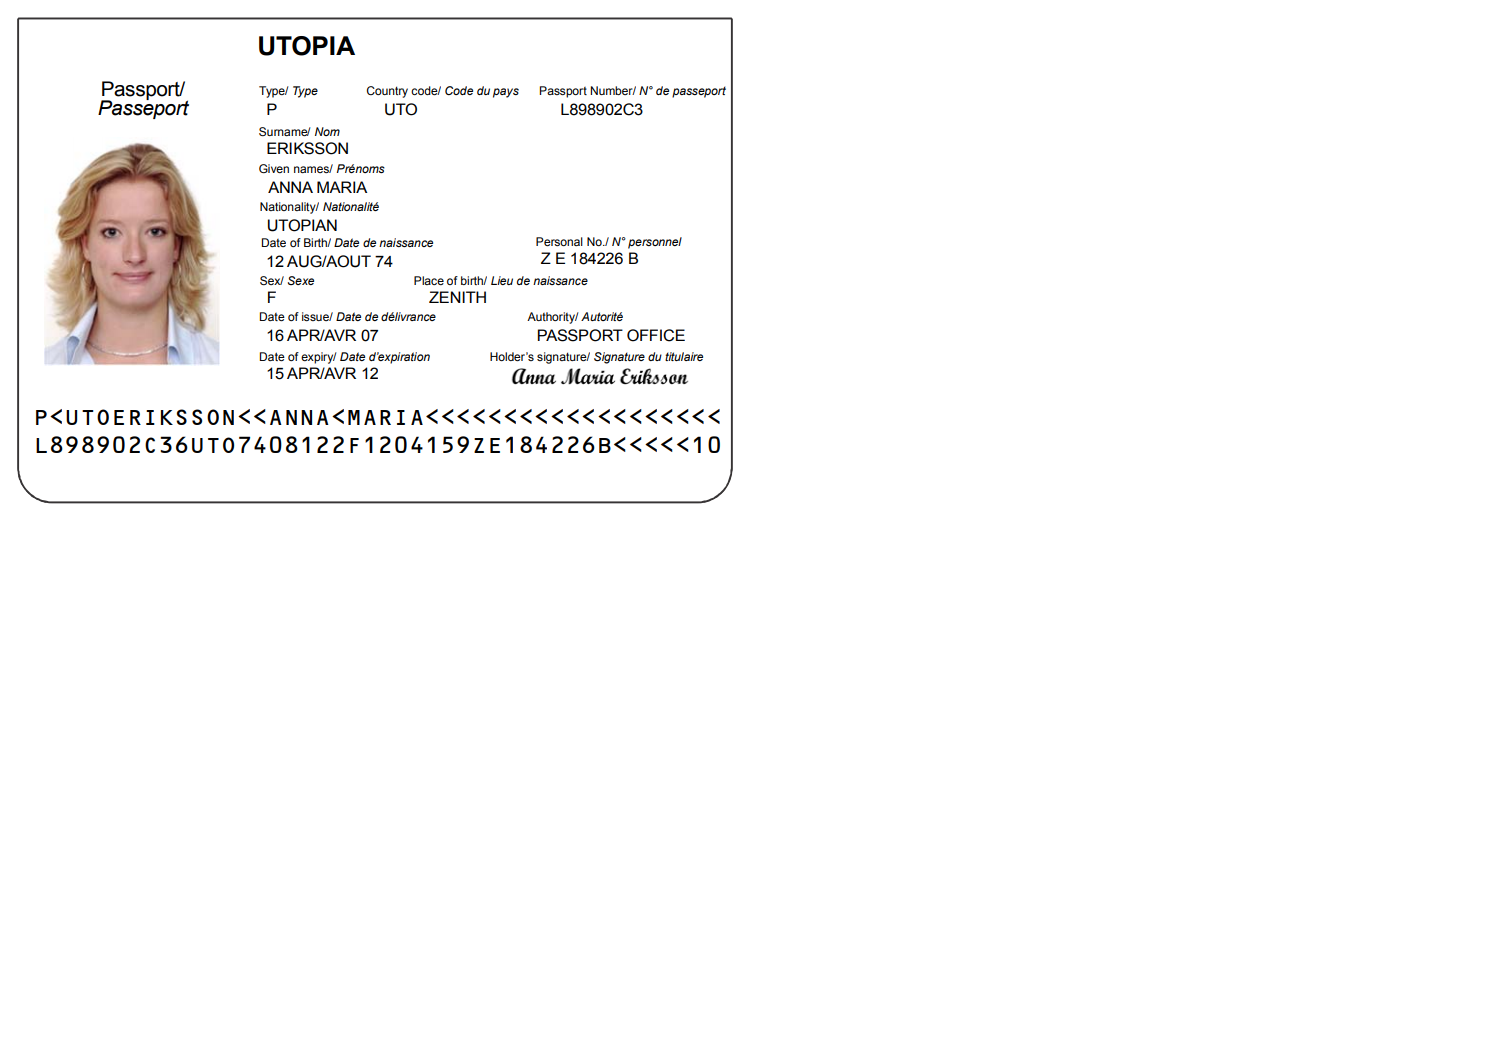 UTOPIA
Passport/
Passeport
Type/ Type Country code/ Code du pays Passport Number/ N° de passeport
P UTO L898902C3
Surname/ Nom
ERIKSSON
Given names/ Prénoms
ANNA MARIA
Nationality/ Nationalité
UTOPIAN
Date of Birth/ Date de naissance Personal No./ N° personnel
12 AUG/AOUT 74 Z E 184226 B
Sex/ Sexe Place of birth/ Lieu de naissance
F ZENITH
Date of issue/ Date de délivrance Authority/ Autorité
16 APR/AVR 07 PASSPORT OFFICE
Date of expiry/ Date d'expiration Holder's signature/ Signature du titulaire
15 APR/AVR 12 Anna Maria Eriksson
P<UTOERIKSSON<<ANNA<MARIA<<<<<<<<<<<<<<<<<<<
L898902C36UTO7408122F1204159ZE184226B<<<<<10